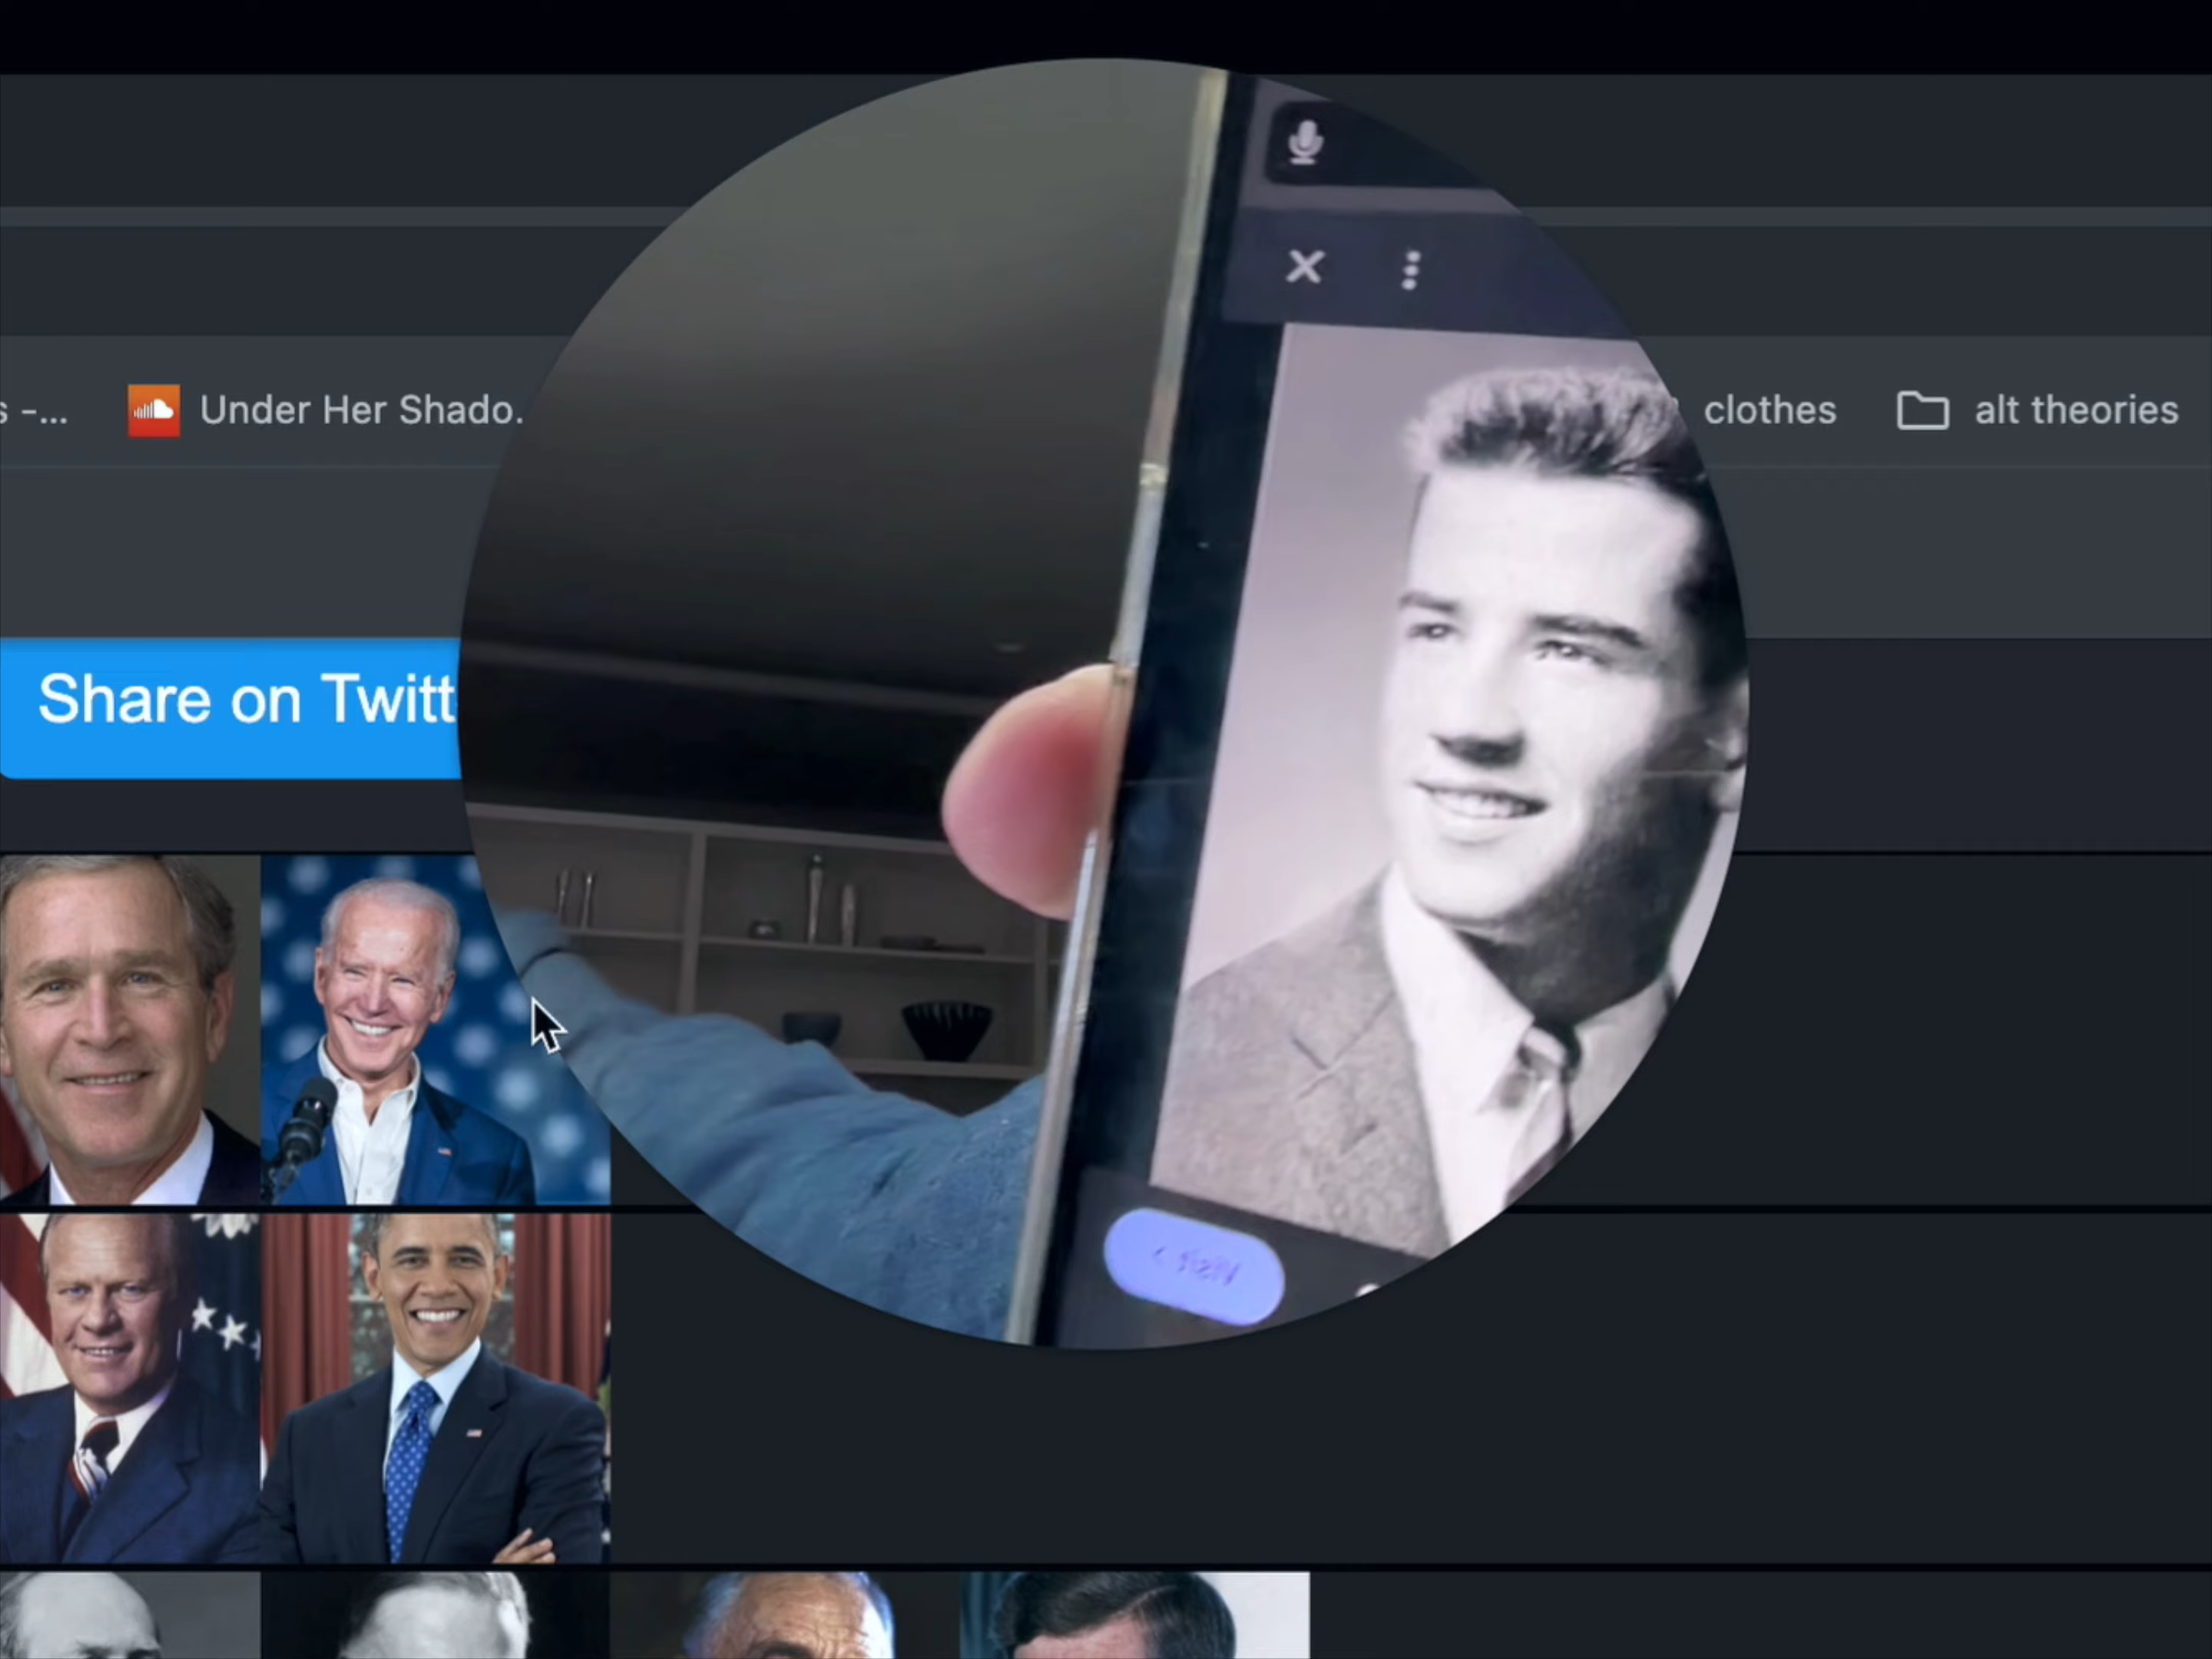 s -...
Under Her Shado.
clothes
alt theories
Share on Twitt